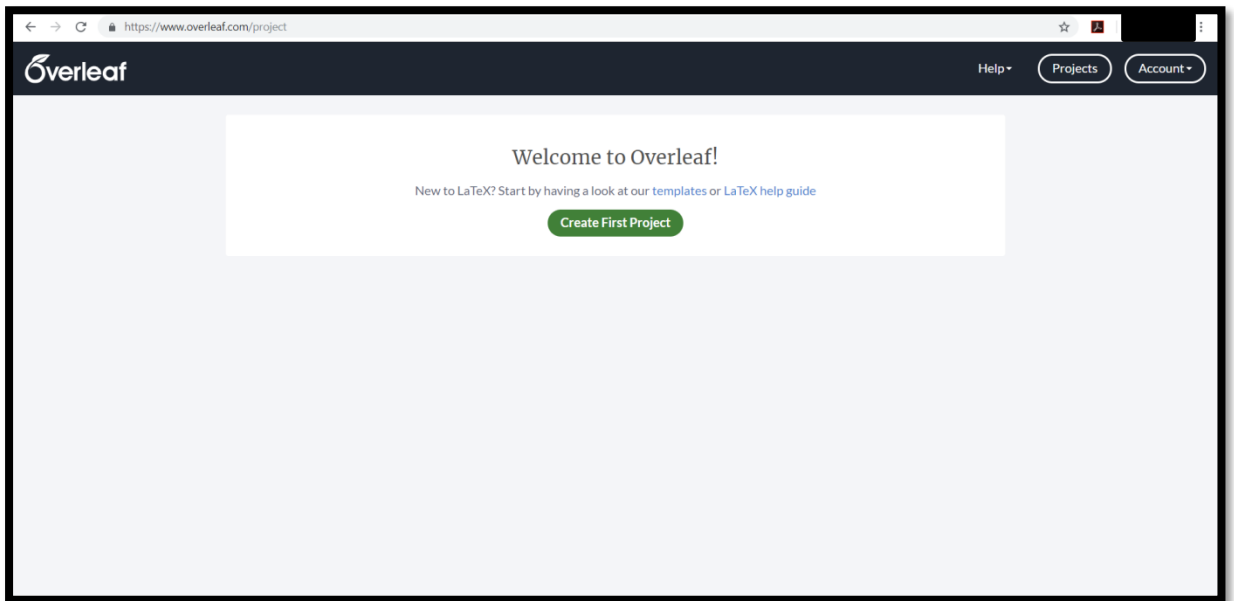 https://www.overleaf.com/project
Overleaf
Help
Projects
Account
Welcome to Overleaf!
New to LaTeX? Start by having a look at our templates or LaTeX help guide
Create First Project